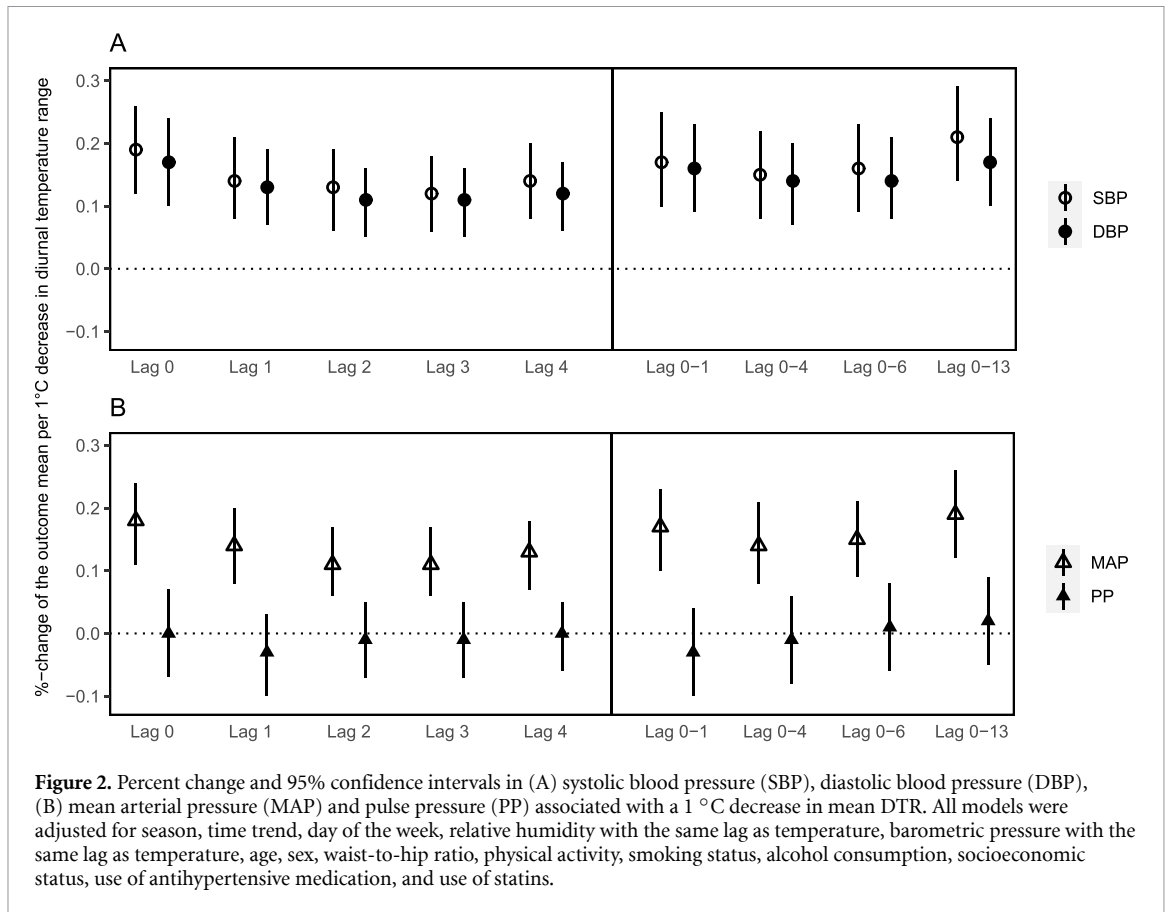 A
%−change of the outcome mean per 1°C decrease in diurnal temperature range
0.3
0.2
0.1
0.0
−0.1
Lag 0 Lag 1 Lag 2 Lag 3 Lag 4 Lag 0−1 Lag 0−4 Lag 0−6 Lag 0−13
SBP
DBP
B
0.3
0.2
0.1
0.0
−0.1
Lag 0 Lag 1 Lag 2 Lag 3 Lag 4 Lag 0−1 Lag 0−4 Lag 0−6 Lag 0−13
MAP
PP
Figure 2. Percent change and 95% confidence intervals in (A) systolic blood pressure (SBP), diastolic blood pressure (DBP),
(B) mean arterial pressure (MAP) and pulse pressure (PP) associated with a 1 °C decrease in mean DTR. All models were
adjusted for season, time trend, day of the week, relative humidity with the same lag as temperature, barometric pressure with the
same lag as temperature, age, sex, waist-to-hip ratio, physical activity, smoking status, alcohol consumption, socioeconomic
status, use of antihypertensive medication, and use of statins.